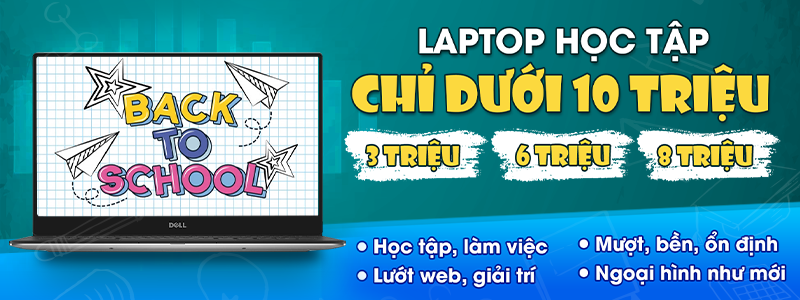 BACK
TO
SCHOOL
DELL
LAPTOP HỌC TẬP
CHỈ DƯỚI 10 TRIỆU
3 TRIỆU
6 TRIỆU
8 TRIỆU
• Học tập, làm việc
• Lướt web, giải trí
• Mượt, bền, ổn định
• Ngoại hình như mới